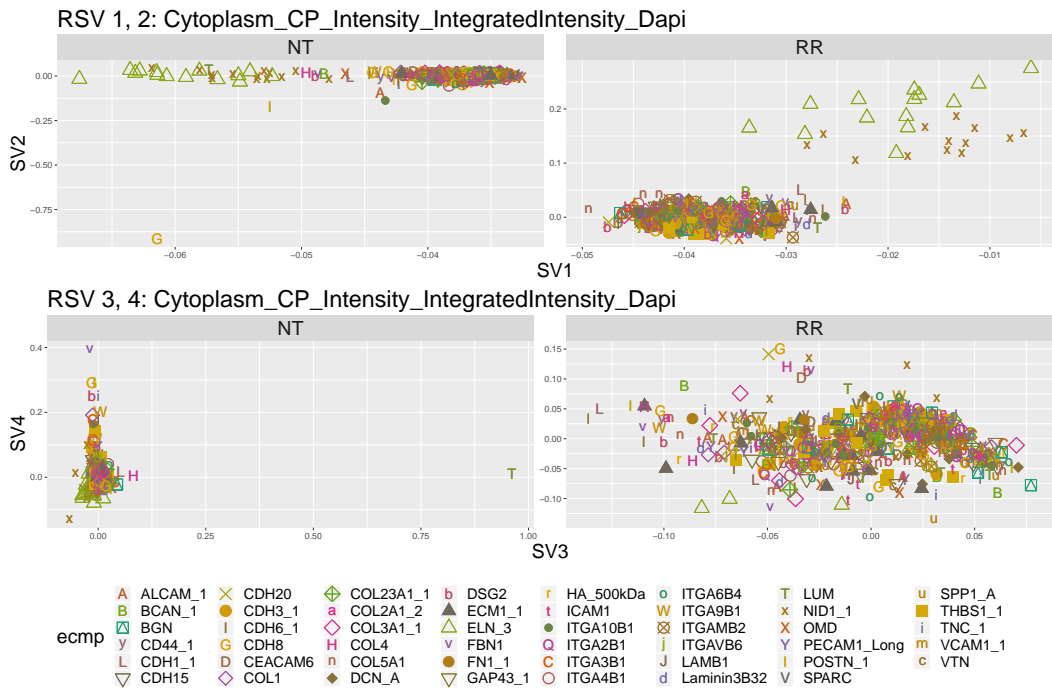 RSV 1, 2: Cytoplasm_CP_Intensity_IntegratedIntensity_Dapi
NT RR
SV2
0.00
−0.25
−0.50
−0.75
0.2
0.1
0.0
−0.06 −0.05 −0.04
−0.05 −0.04 −0.03 −0.02 −0.01
SV1
RSV 3, 4: Cytoplasm_CP_Intensity_IntegratedIntensity_Dapi
NT RR
SV4
0.4
0.2
0.0
0.15
0.10
0.05
0.00
−0.05
−0.10
0.00 0.25 0.50 0.75 1.00
−0.10 −0.05 0.00 0.05
SV3
ecmp
A ALCAM_1 CDH20 COL23A1_1 b DSG2 r HA_500kDa o ITGA6B4 T LUM u SPP1_A
B BCAN_1 CDH3_1 a COL2A1_2 ECM1_1 t ICAM1 W ITGA9B1 x NID1_1 THBS1_1
BGN I CDH6_1 COL3A1_1 ELN_3 ITGA10B1 ITGAMB2 X OMD i TNC_1
y CD44_1 G CDH8 H COL4 v FBN1 Q ITGA2B1 j ITGAVB6 Y PECAM1_Long m VCAM1_1
L CDH1_1 D CEACAM6 n COL5A1 FN1_1 C ITGA3B1 J LAMB1 l POSTN_1 c VTN
CDH15 COL1 DCN_A GAP43_1 ITGA4B1 d Laminin3B32 V SPARC